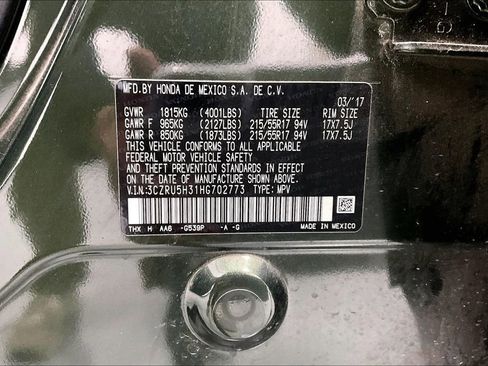 MFD.BY HONDA DE MEXICO S.A. DE C.V.
03/'17
GVWR 1815KG (4001LBS) TIRE SIZE RIM SIZE
GAWR F 965KG (2127LBS) 215/55R17 94V 17X7.5J
GAWR R 850KG (1873LBS) 215/55R17 94V 17X7.5J
THIS VEHICLE CONFORMS TO ALL APPLICABLE
FEDERAL MOTOR VEHICLE SAFETY, BUMPER,
AND THEFT PREVENTION STANDARDS IN EFFECT
ON THE DATE OF MANUFACTURE SHOWN ABOVE.
V.I.N:3CZRU5H31HG702773 TYPE: MPV
THX H AA6 -G539P -A -G
MADE IN MEXICO